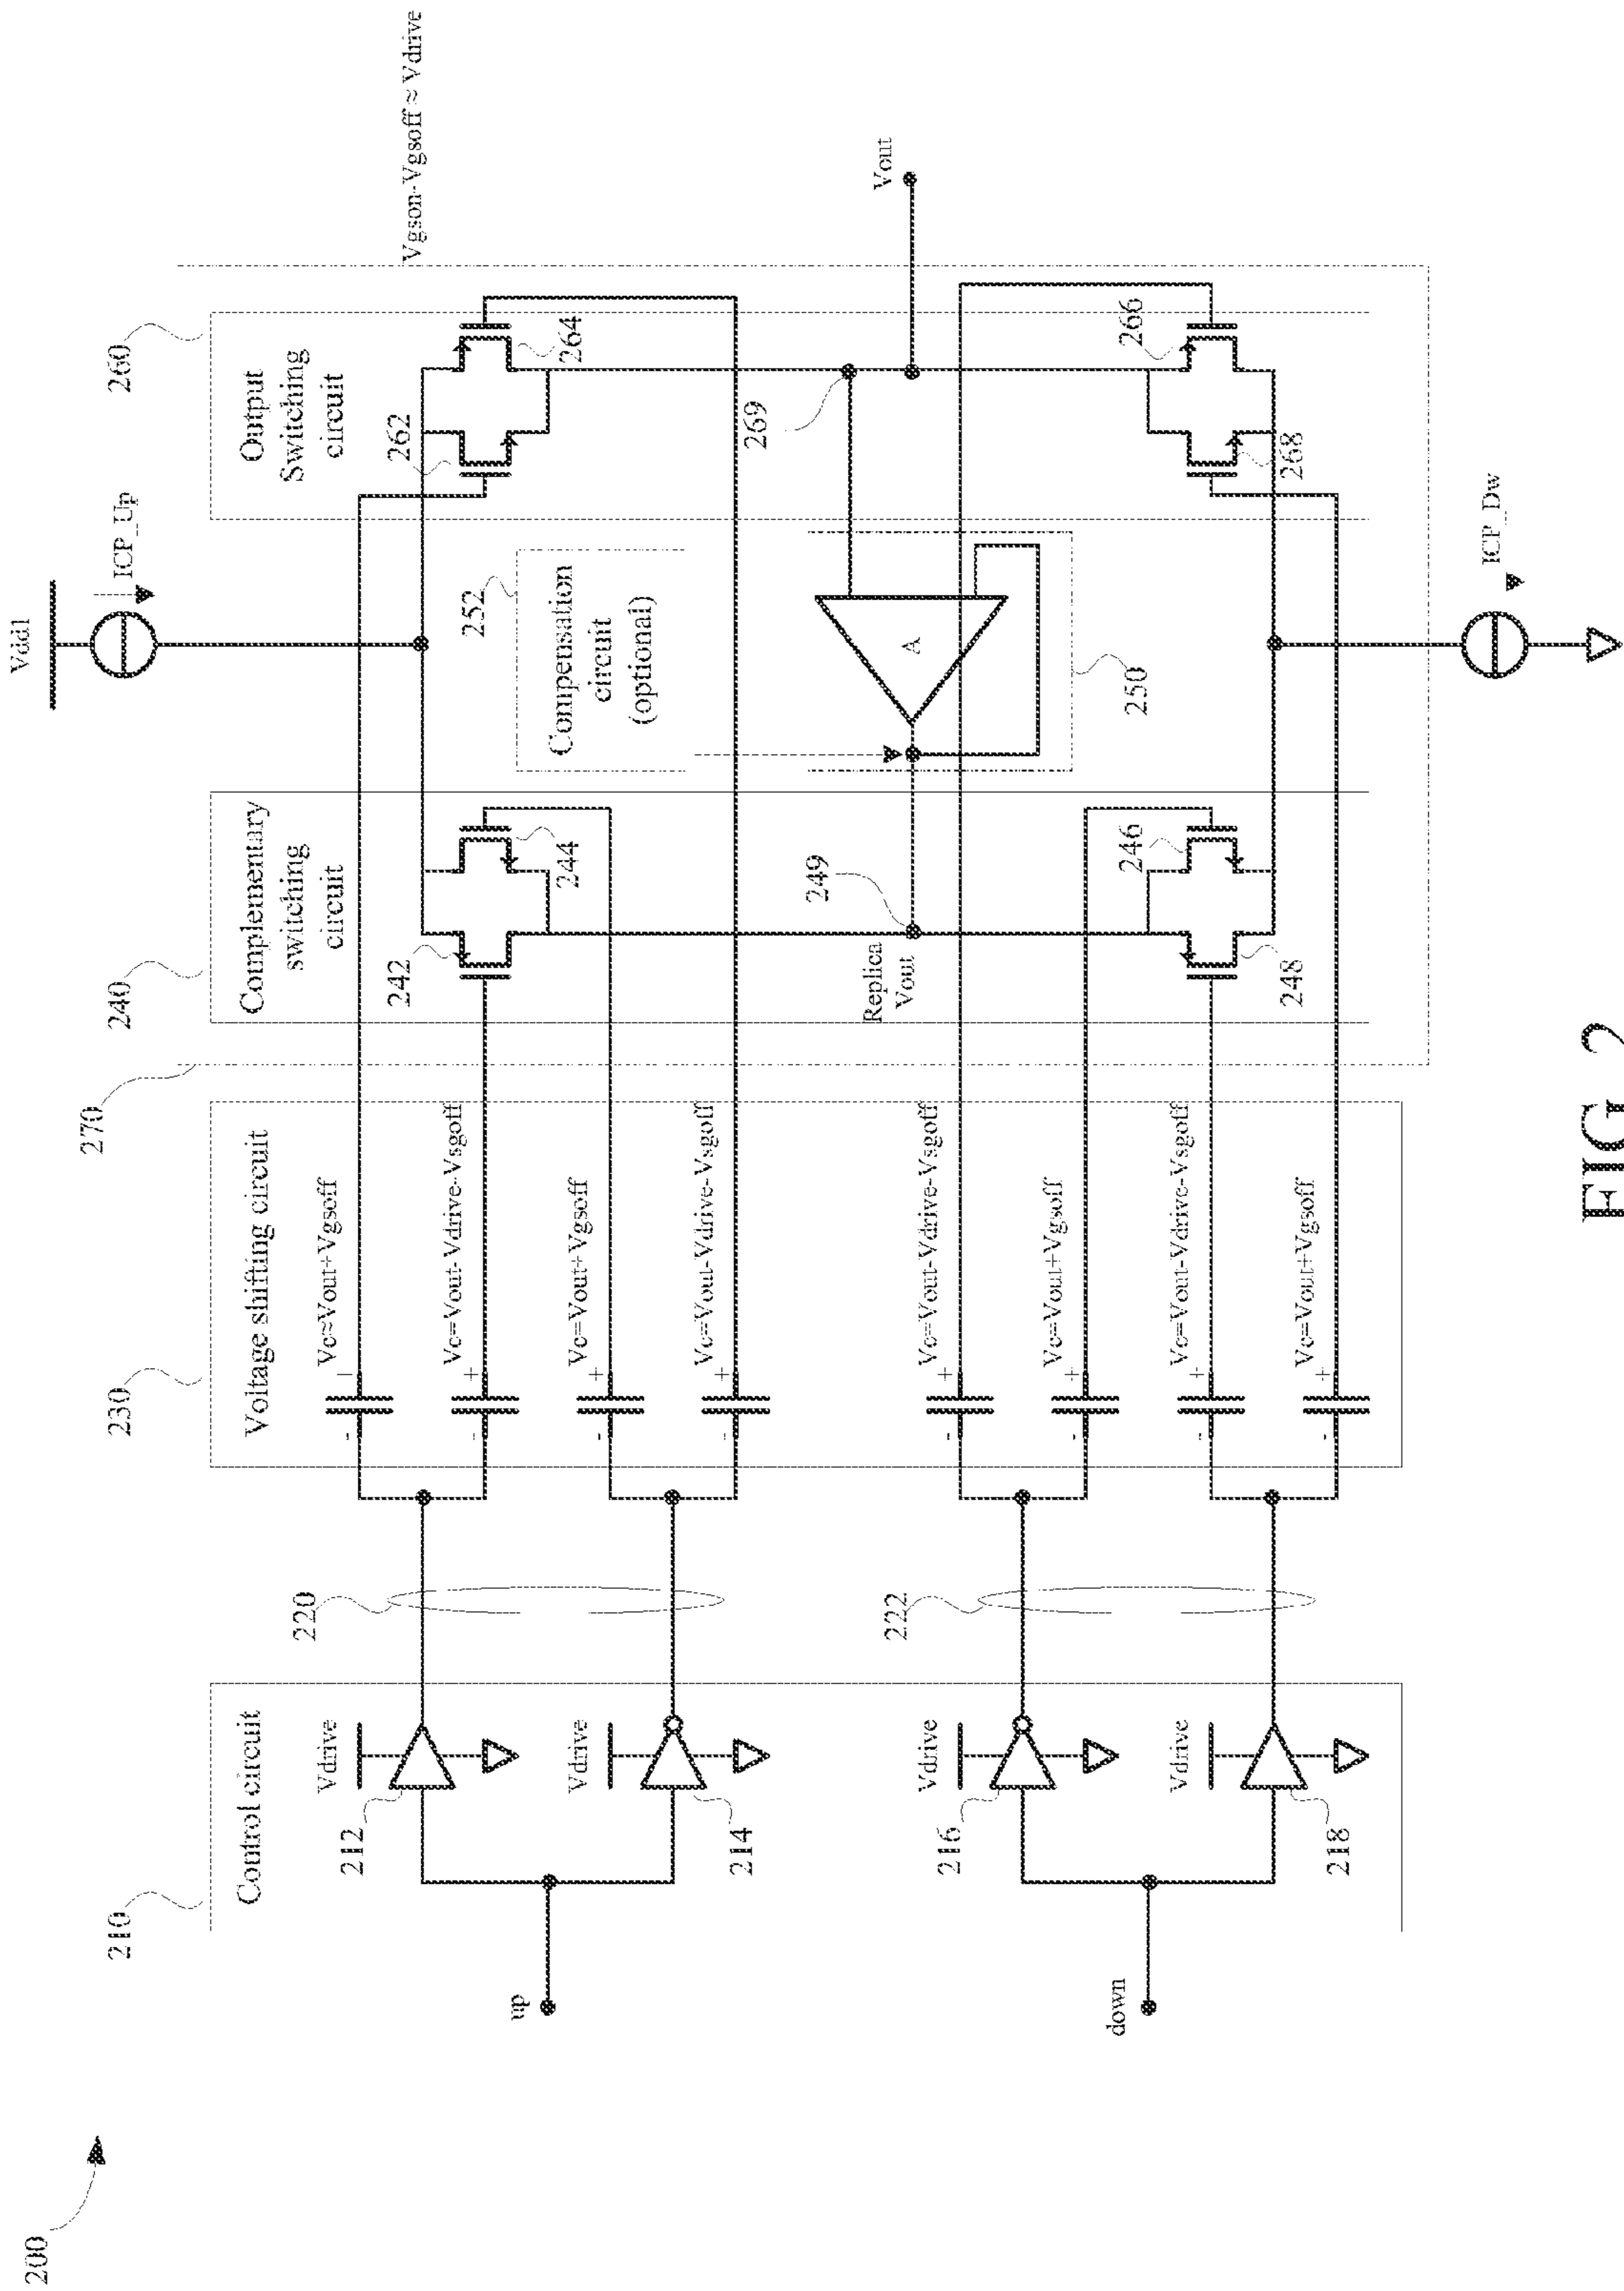 200
210
Control circuit
up
212
Vdrive
214
Vdrive
down
216
Vdrive
218
Vdrive
220
222
230
Voltage shifting circuit
Vc≈Vout+Vgsoff
- +
Vc=Vout-Vdrive-Vsgoff
- +
Vc=Vout+Vgsoff
- +
Vc=Vout-Vdrive-Vsgoff
- +
Vc=Vout-Vdrive-Vsgoff
- +
Vc=Vout+Vgsoff
- +
Vc=Vout-Vdrive-Vsgoff
- +
Vc=Vout+Vgsoff
- +
270
240
Complementary
switching
circuit
242
244
249
Replica
Vout
246
248
Vdd1
ICP_Up
252
Compensation
circuit
(optional)
A
250
ICP_Dw
260
Output
Switching
circuit
262
264
269
266
268
Vout
Vgson-Vgsoff ≈ Vdrive
FIG. 2